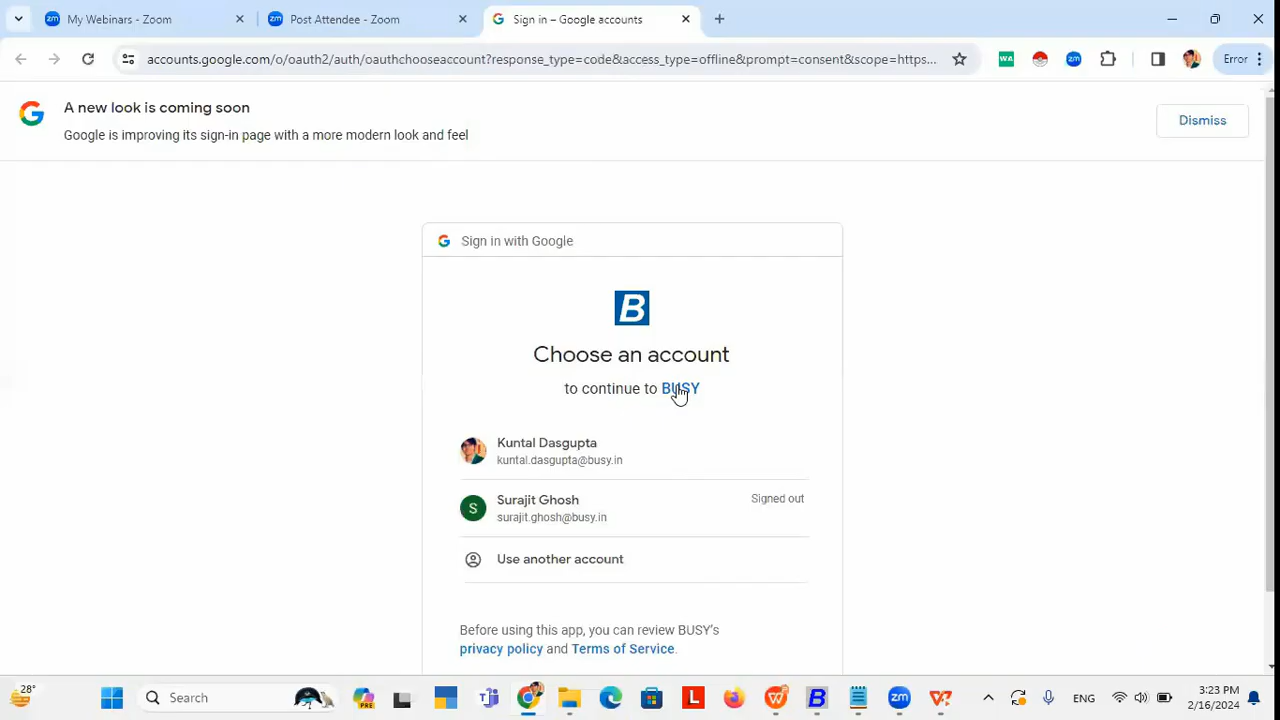 My Webinars - Zoom
Post Attendee - Zoom
Sign in – Google accounts
accounts.google.com/o/oauth2/auth/oauthchooseaccount?response_type=code&access_type=offline&prompt=consent&scope=https...
WA
zm
Error
A new look is coming soon
Google is improving its sign-in page with a more modern look and feel
Dismiss
Sign in with Google
B
Choose an account
to continue to BUSY
Kuntal Dasgupta
kuntal.dasgupta@busy.in
S
Surajit Ghosh
surajit.ghosh@busy.in
Signed out
Use another account
Before using this app, you can review BUSY's
privacy policy and Terms of Service.
28°
Search
PRE
L
B
zm
ENG
3:23 PM
2/16/2024